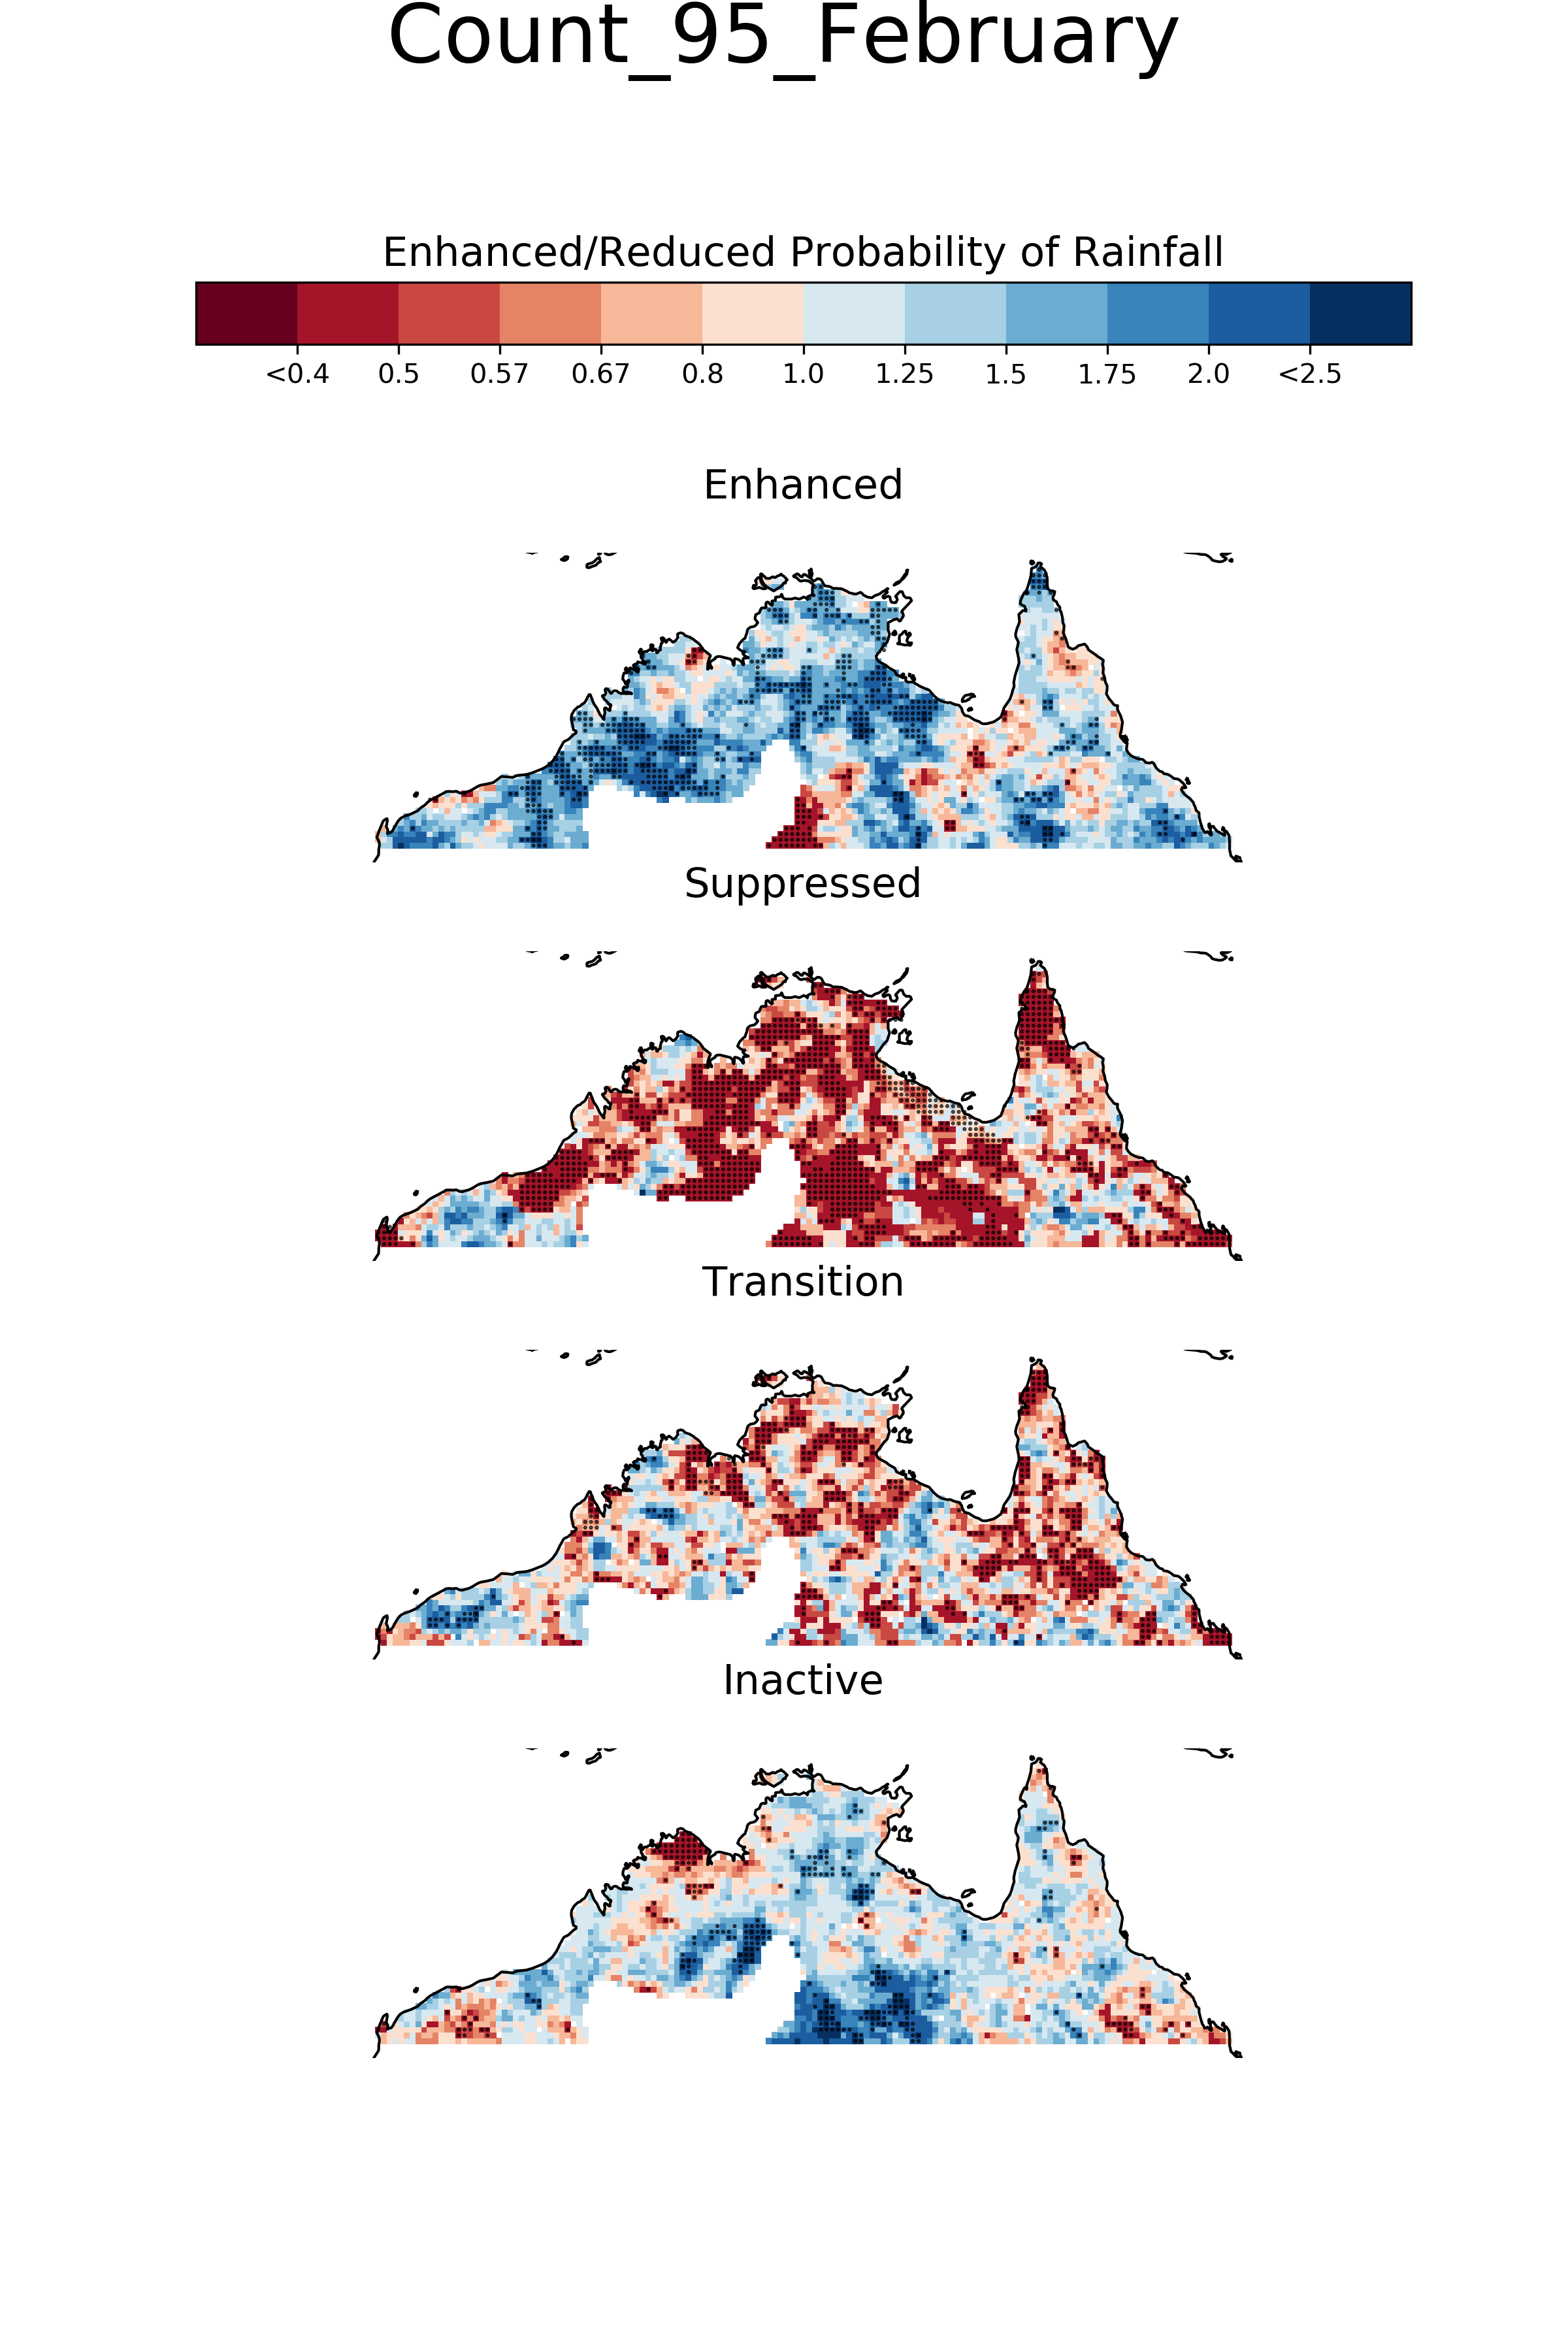 Count_95_February
Enhanced/Reduced Probability of Rainfall
<0.4 0.5 0.57 0.67 0.8 1.0 1.25 1.5 1.75 2.0 <2.5
Enhanced
Suppressed
Transition
Inactive